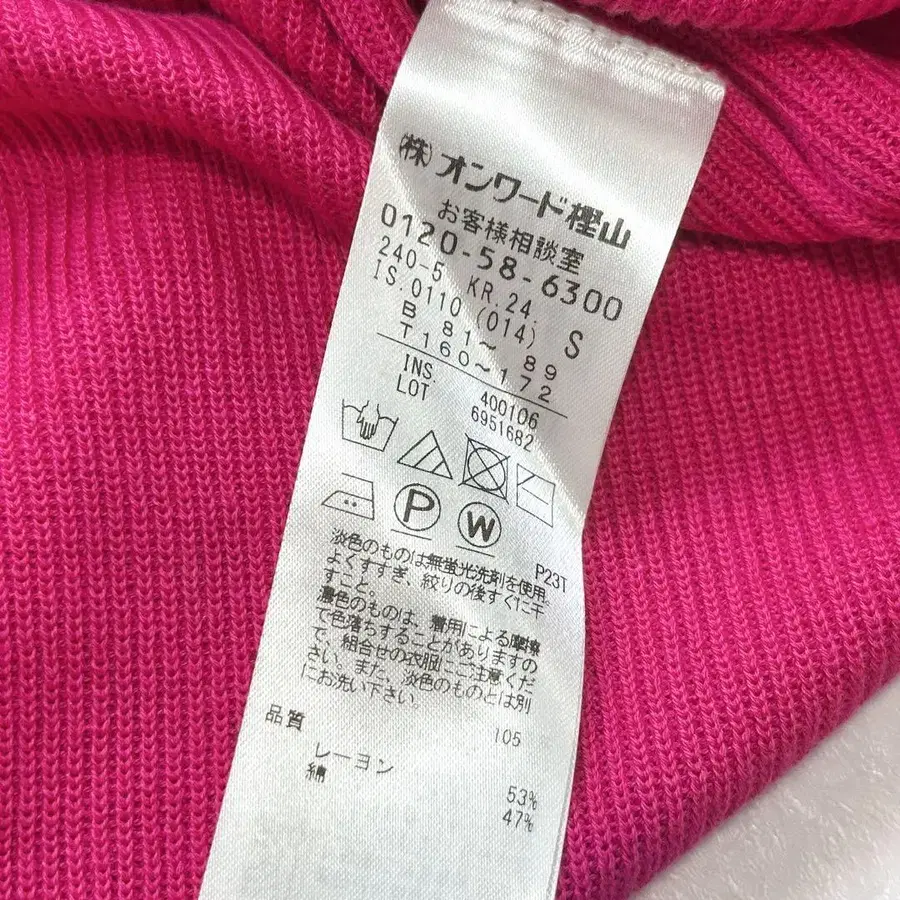 (株)オンワード樫山
お客様相談室
0120-58-6300
240-5 KR.24.
IS.0110 (014) S
B 81〜 89
T160〜172
INS. 400106
LOT 6951682
P
W
P23T
淡色のものは無蛍光洗剤を使用。
よくすすぎ、絞りの後すぐに干
すこと。
濃色のものは、着用による摩擦
で色落ちすることがありますの
で、組合せの衣服にご注意くだ
さい。また、淡色のものとは別
にお洗い下さい。
105
品質
レーヨン 53%
綿 47%